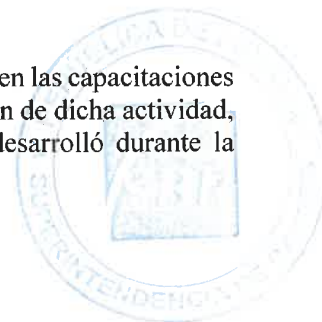 en las capacitaciones
n de dicha actividad,
desarrolló durante la